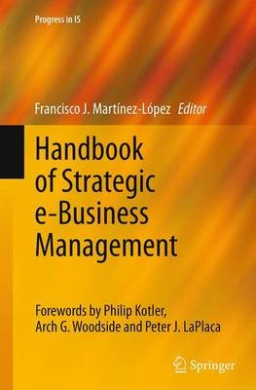 Progress in IS
Francisco J. Martínez-López Editor
Handbook
of Strategic
e-Business
Management
Forewords by Philip Kotler,
Arch G. Woodside and Peter J. LaPlaca
Springer